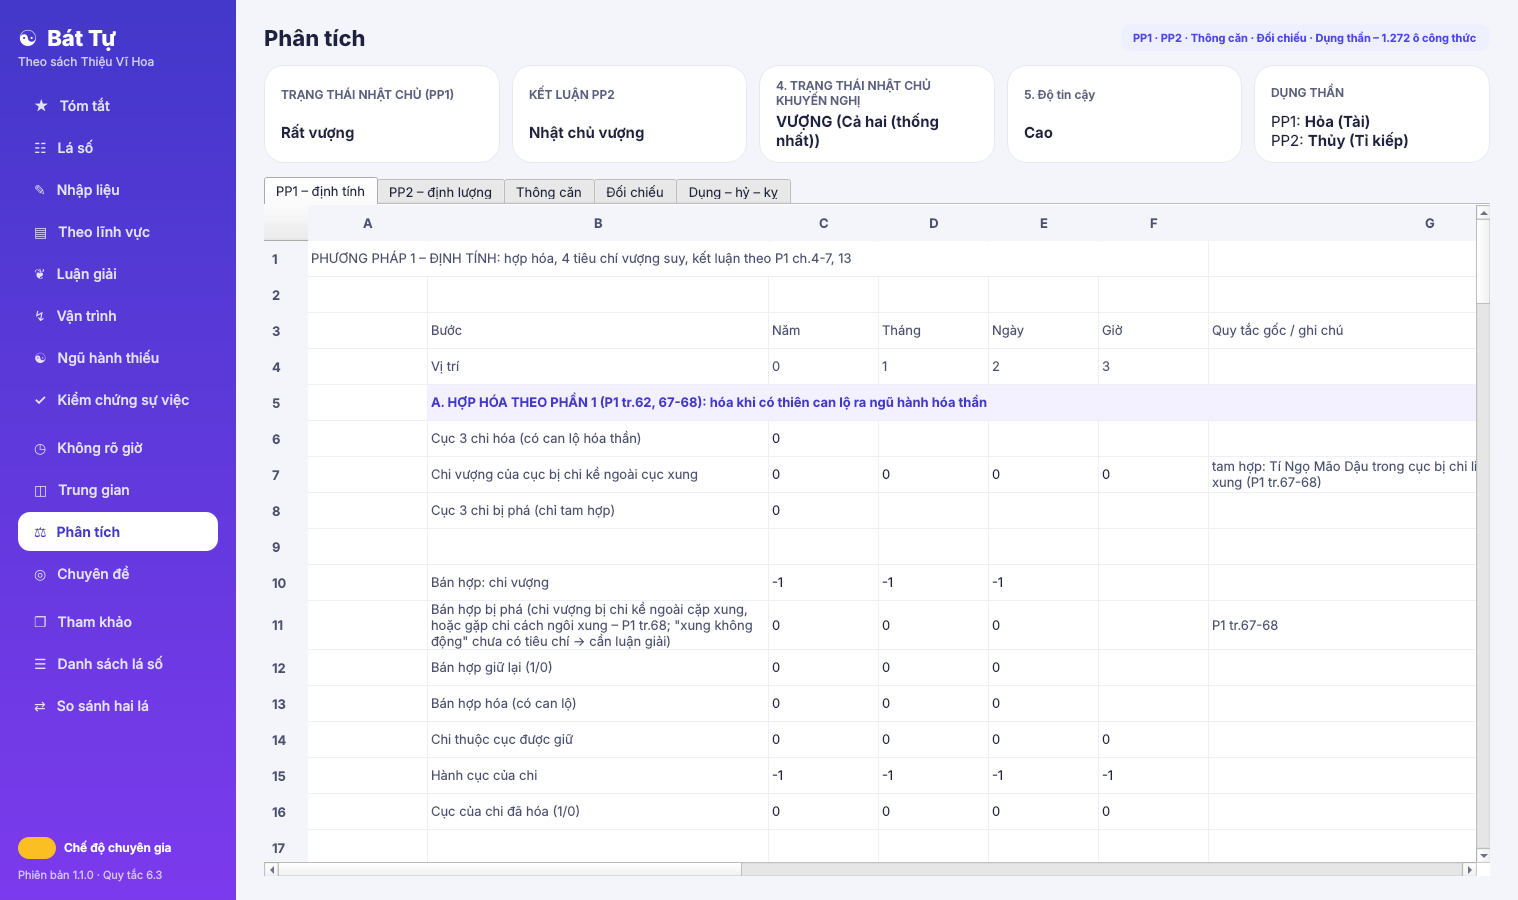 Bát Tự
Theo sách Thiệu Vĩ Hoa
Tóm tắt
Lá số
Nhập liệu
Theo lĩnh vực
Luận giải
Vận trình
Ngũ hành thiếu
Kiểm chứng sự việc
Không rõ giờ
Trung gian
Phân tích
Chuyên đề
Tham khảo
Danh sách lá số
So sánh hai lá
Chế độ chuyên gia
Phiên bản 1.1.0 · Quy tắc 6.3
Phân tích
PP1 · PP2 · Thông căn · Đối chiếu · Dụng thần – 1.272 ô công thức
TRẠNG THÁI NHẬT CHỦ (PP1)
Rất vượng
KẾT LUẬN PP2
Nhật chủ vượng
4. TRẠNG THÁI NHẬT CHỦ
KHUYẾN NGHỊ
VƯỢNG (Cả hai (thống
nhất))
5. Độ tin cậy
Cao
DỤNG THẦN
PP1: Hỏa (Tài)
PP2: Thủy (Tỉ kiếp)
PP1 – định tính PP2 – định lượng Thông căn Đối chiếu Dụng – hỷ – kỵ
A B C D E F G
1 PHƯƠNG PHÁP 1 – ĐỊNH TÍNH: hợp hóa, 4 tiêu chí vượng suy, kết luận theo P1 ch.4-7, 13
2
3 Bước Năm Tháng Ngày Giờ Quy tắc gốc / ghi chú
4 Vị trí 0 1 2 3
5 A. HỢP HÓA THEO PHẦN 1 (P1 tr.62, 67-68): hóa khi có thiên can lộ ra ngũ hành hóa thần
6 Cục 3 chi hóa (có can lộ hóa thần) 0
7 Chi vượng của cục bị chi kề ngoài cục xung 0 0 0 0 tam hợp: Tí Ngọ Mão Dậu trong cục bị chi
xung (P1 tr.67-68)
8 Cục 3 chi bị phá (chỉ tam hợp) 0
9
10 Bán hợp: chi vượng -1 -1 -1
Bán hợp bị phá (chi vượng bị chi kề ngoài cặp xung,
11 hoặc gặp chi cách ngôi xung – P1 tr.68; "xung không 0 0 0 P1 tr.67-68
động" chưa có tiêu chí → cần luận giải)
12 Bán hợp giữ lại (1/0) 0 0 0
13 Bán hợp hóa (có can lộ) 0 0 0
14 Chi thuộc cục được giữ 0 0 0 0
15 Hành cục của chi -1 -1 -1 -1
16 Cục của chi đã hóa (1/0) 0 0 0 0
17